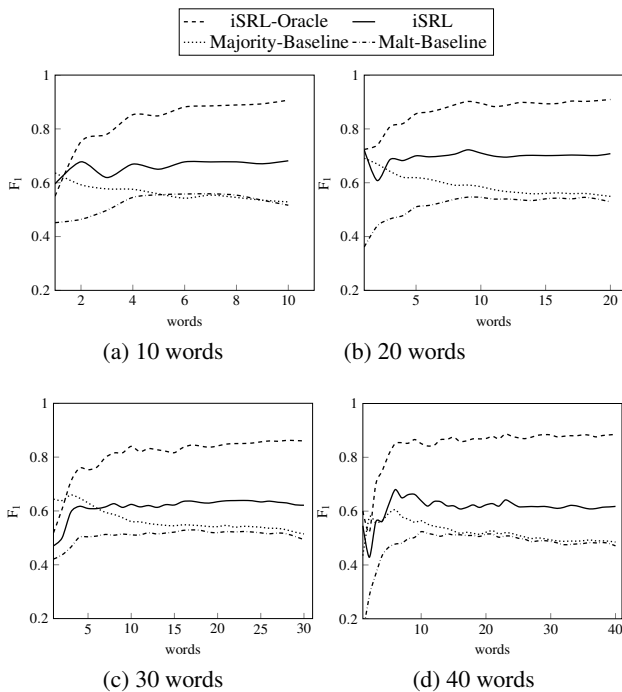 iSRL-Oracle iSRL
Majority-Baseline Malt-Baseline
1
0.8
0.6
0.4
0.2
F1
2 4 6 8 10
words
(a) 10 words
1
0.8
0.6
0.4
0.2
F1
5 10 15 20
words
(b) 20 words
1
0.8
0.6
0.4
0.2
F1
5 10 15 20 25 30
words
(c) 30 words
1
0.8
0.6
0.4
0.2
F1
10 20 30 40
words
(d) 40 words